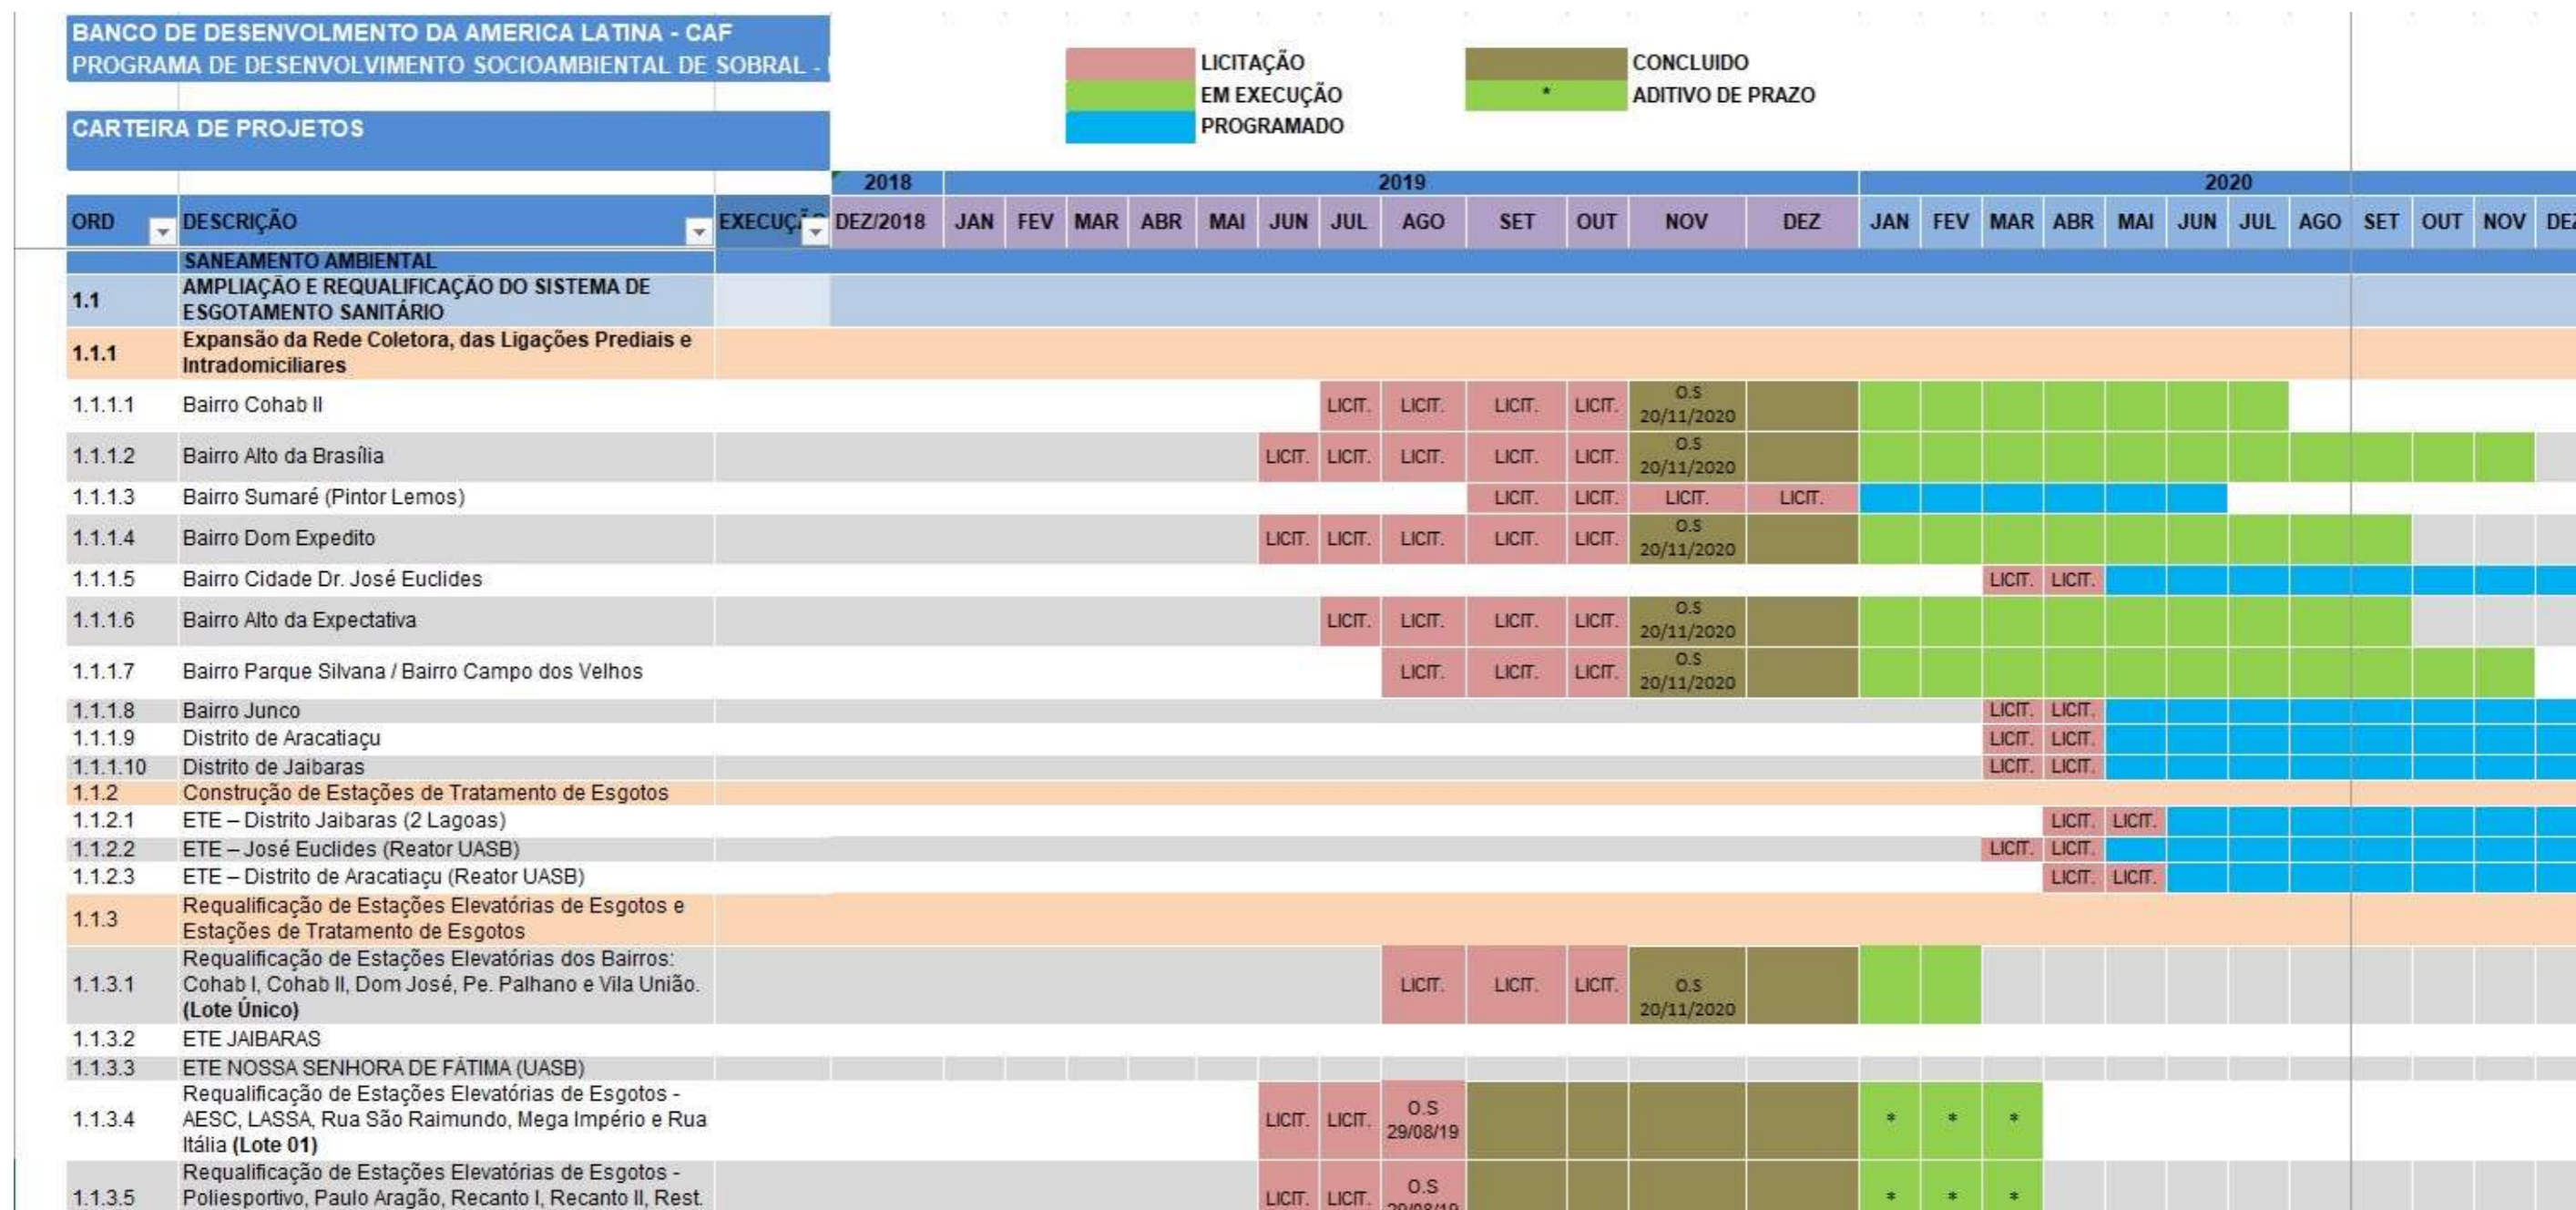 BANCO DE DESENVOLMENTO DA AMERICA LATINA - CAF
PROGRAMA DE DESENVOLVIMENTO SOCIOAMBIENTAL DE SOBRAL -
LICITAÇÃO
CONCLUIDO
EM EXECUÇÃO
* ADITIVO DE PRAZO
PROGRAMADO
CARTEIRA DE PROJETOS
2018 2019 2020
ORD DESCRIÇÃO EXECUÇÃO DEZ/2018 JAN FEV MAR ABR MAI JUN JUL AGO SET OUT NOV DEZ JAN FEV MAR ABR MAI JUN JUL AGO SET OUT NOV DEZ
SANEAMENTO AMBIENTAL
1.1 AMPLIAÇÃO E REQUALIFICAÇÃO DO SISTEMA DE
ESGOTAMENTO SANITÁRIO
1.1.1 Expansão da Rede Coletora, das Ligações Prediais e
Intradomiciliares
1.1.1.1 Bairro Cohab II LICIT. LICIT. LICIT. LICIT. O.S
20/11/2020
1.1.1.2 Bairro Alto da Brasília LICIT. LICIT. LICIT. LICIT. LICIT. O.S
20/11/2020
1.1.1.3 Bairro Sumaré (Pintor Lemos) LICIT. LICIT. LICIT. LICIT.
1.1.1.4 Bairro Dom Expedito LICIT. LICIT. LICIT. LICIT. LICIT. O.S
20/11/2020
1.1.1.5 Bairro Cidade Dr. José Euclides LICIT. LICIT.
1.1.1.6 Bairro Alto da Expectativa LICIT. LICIT. LICIT. LICIT. O.S
20/11/2020
1.1.1.7 Bairro Parque Silvana / Bairro Campo dos Velhos LICIT. LICIT. LICIT. O.S
20/11/2020
1.1.1.8 Bairro Junco LICIT. LICIT.
1.1.1.9 Distrito de Aracatiaçu LICIT. LICIT.
1.1.1.10 Distrito de Jaibaras LICIT. LICIT.
1.1.2 Construção de Estações de Tratamento de Esgotos
1.1.2.1 ETE – Distrito Jaibaras (2 Lagoas) LICIT. LICIT.
1.1.2.2 ETE – José Euclides (Reator UASB) LICIT. LICIT.
1.1.2.3 ETE – Distrito de Aracatiaçu (Reator UASB) LICIT. LICIT.
1.1.3 Requalificação de Estações Elevatórias de Esgotos e
Estações de Tratamento de Esgotos
Requalificação de Estações Elevatórias dos Bairros:
1.1.3.1 Cohab I, Cohab II, Dom José, Pe. Palhano e Vila União. LICIT. LICIT. LICIT. O.S
(Lote Único) 20/11/2020
1.1.3.2 ETE JAIBARAS
1.1.3.3 ETE NOSSA SENHORA DE FÁTIMA (UASB)
Requalificação de Estações Elevatórias de Esgotos -
1.1.3.4 AESC, LASSA, Rua São Raimundo, Mega Império e Rua LICIT. LICIT. O.S * * *
Itália (Lote 01) 29/08/19
Requalificação de Estações Elevatórias de Esgotos -
1.1.3.5 Poliesportivo, Paulo Aragão, Recanto I, Recanto II, Rest. LICIT. LICIT. O.S * * *
29/08/19